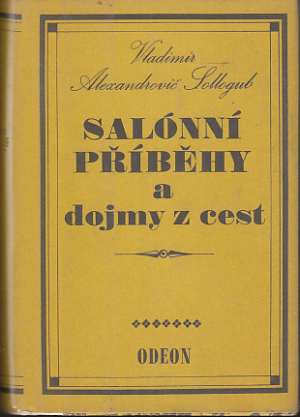 Vladimír
Alexandrovič Sollogub
SALÓNNÍ
PŘÍBĚHY
a
dojmy z cest
ODEON